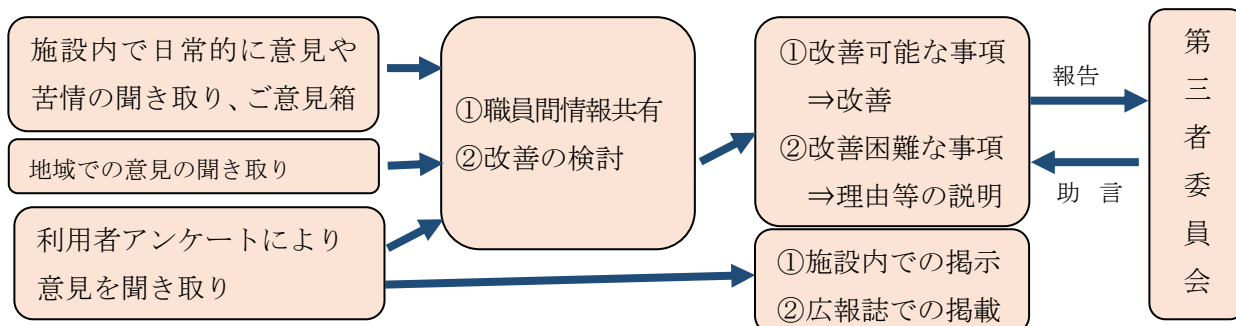 施設内で日常的に意見や
苦情の聞き取り、ご意見箱
地域での意見の聞き取り
利用者アンケートにより
意見を聞き取り
①職員間情報共有
②改善の検討
①改善可能な事項
⇒改善
②改善困難な事項
⇒理由等の説明
①施設内での掲示
②広報誌での掲載
報告
助 言
第三者委員会